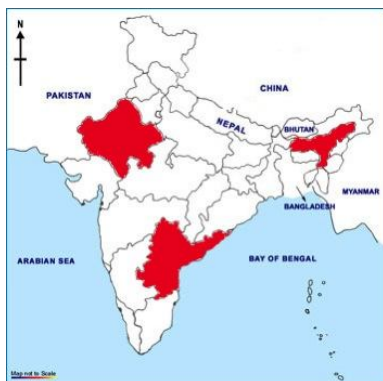 N
PAKISTAN
CHINA
NEPAL
BHUTAN
MYANMAR
BANGLADESH
ARABIAN SEA
BAY OF BENGAL
Map not to Scale